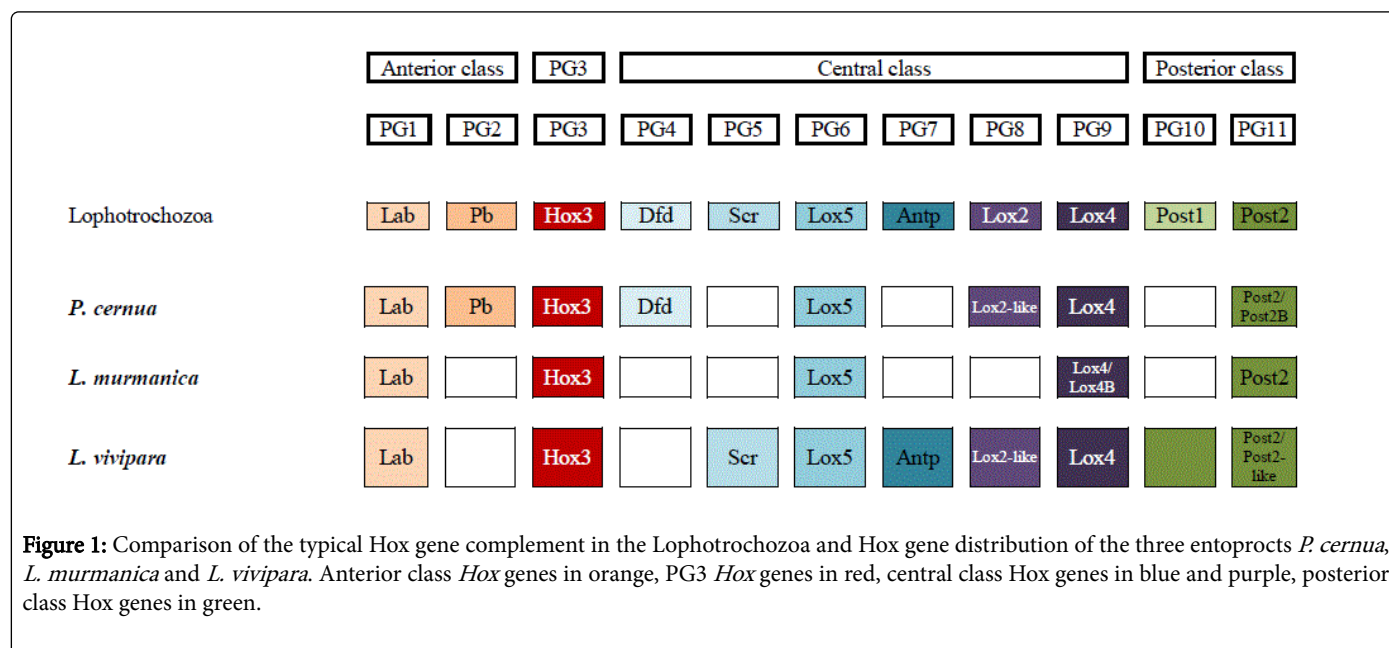 Anterior class PG3 Central class Posterior class
PG1 PG2 PG3 PG4 PG5 PG6 PG7 PG8 PG9 PG10 PG11
Lophotrochozoa Lab Pb Hox3 Dfd Scr Lox5 Antp Lox2 Lox4 Post1 Post2
P. cernua Lab Pb Hox3 Dfd Lox5 Lox2-like Lox4 Post2/
Post2B
L. murmanica Lab Hox3 Lox5 Lox4/
Lox4B Post2
L. vivipara Lab Hox3 Scr Lox5 Antp Lox2-like Lox4 Post2/
Post2-
like
Figure 1: Comparison of the typical Hox gene complement in the Lophotrochozoa and Hox gene distribution of the three entoprocts P. cernua,
L. murmanica and L. vivipara. Anterior class Hox genes in orange, PG3 Hox genes in red, central class Hox genes in blue and purple, posterior
class Hox genes in green.